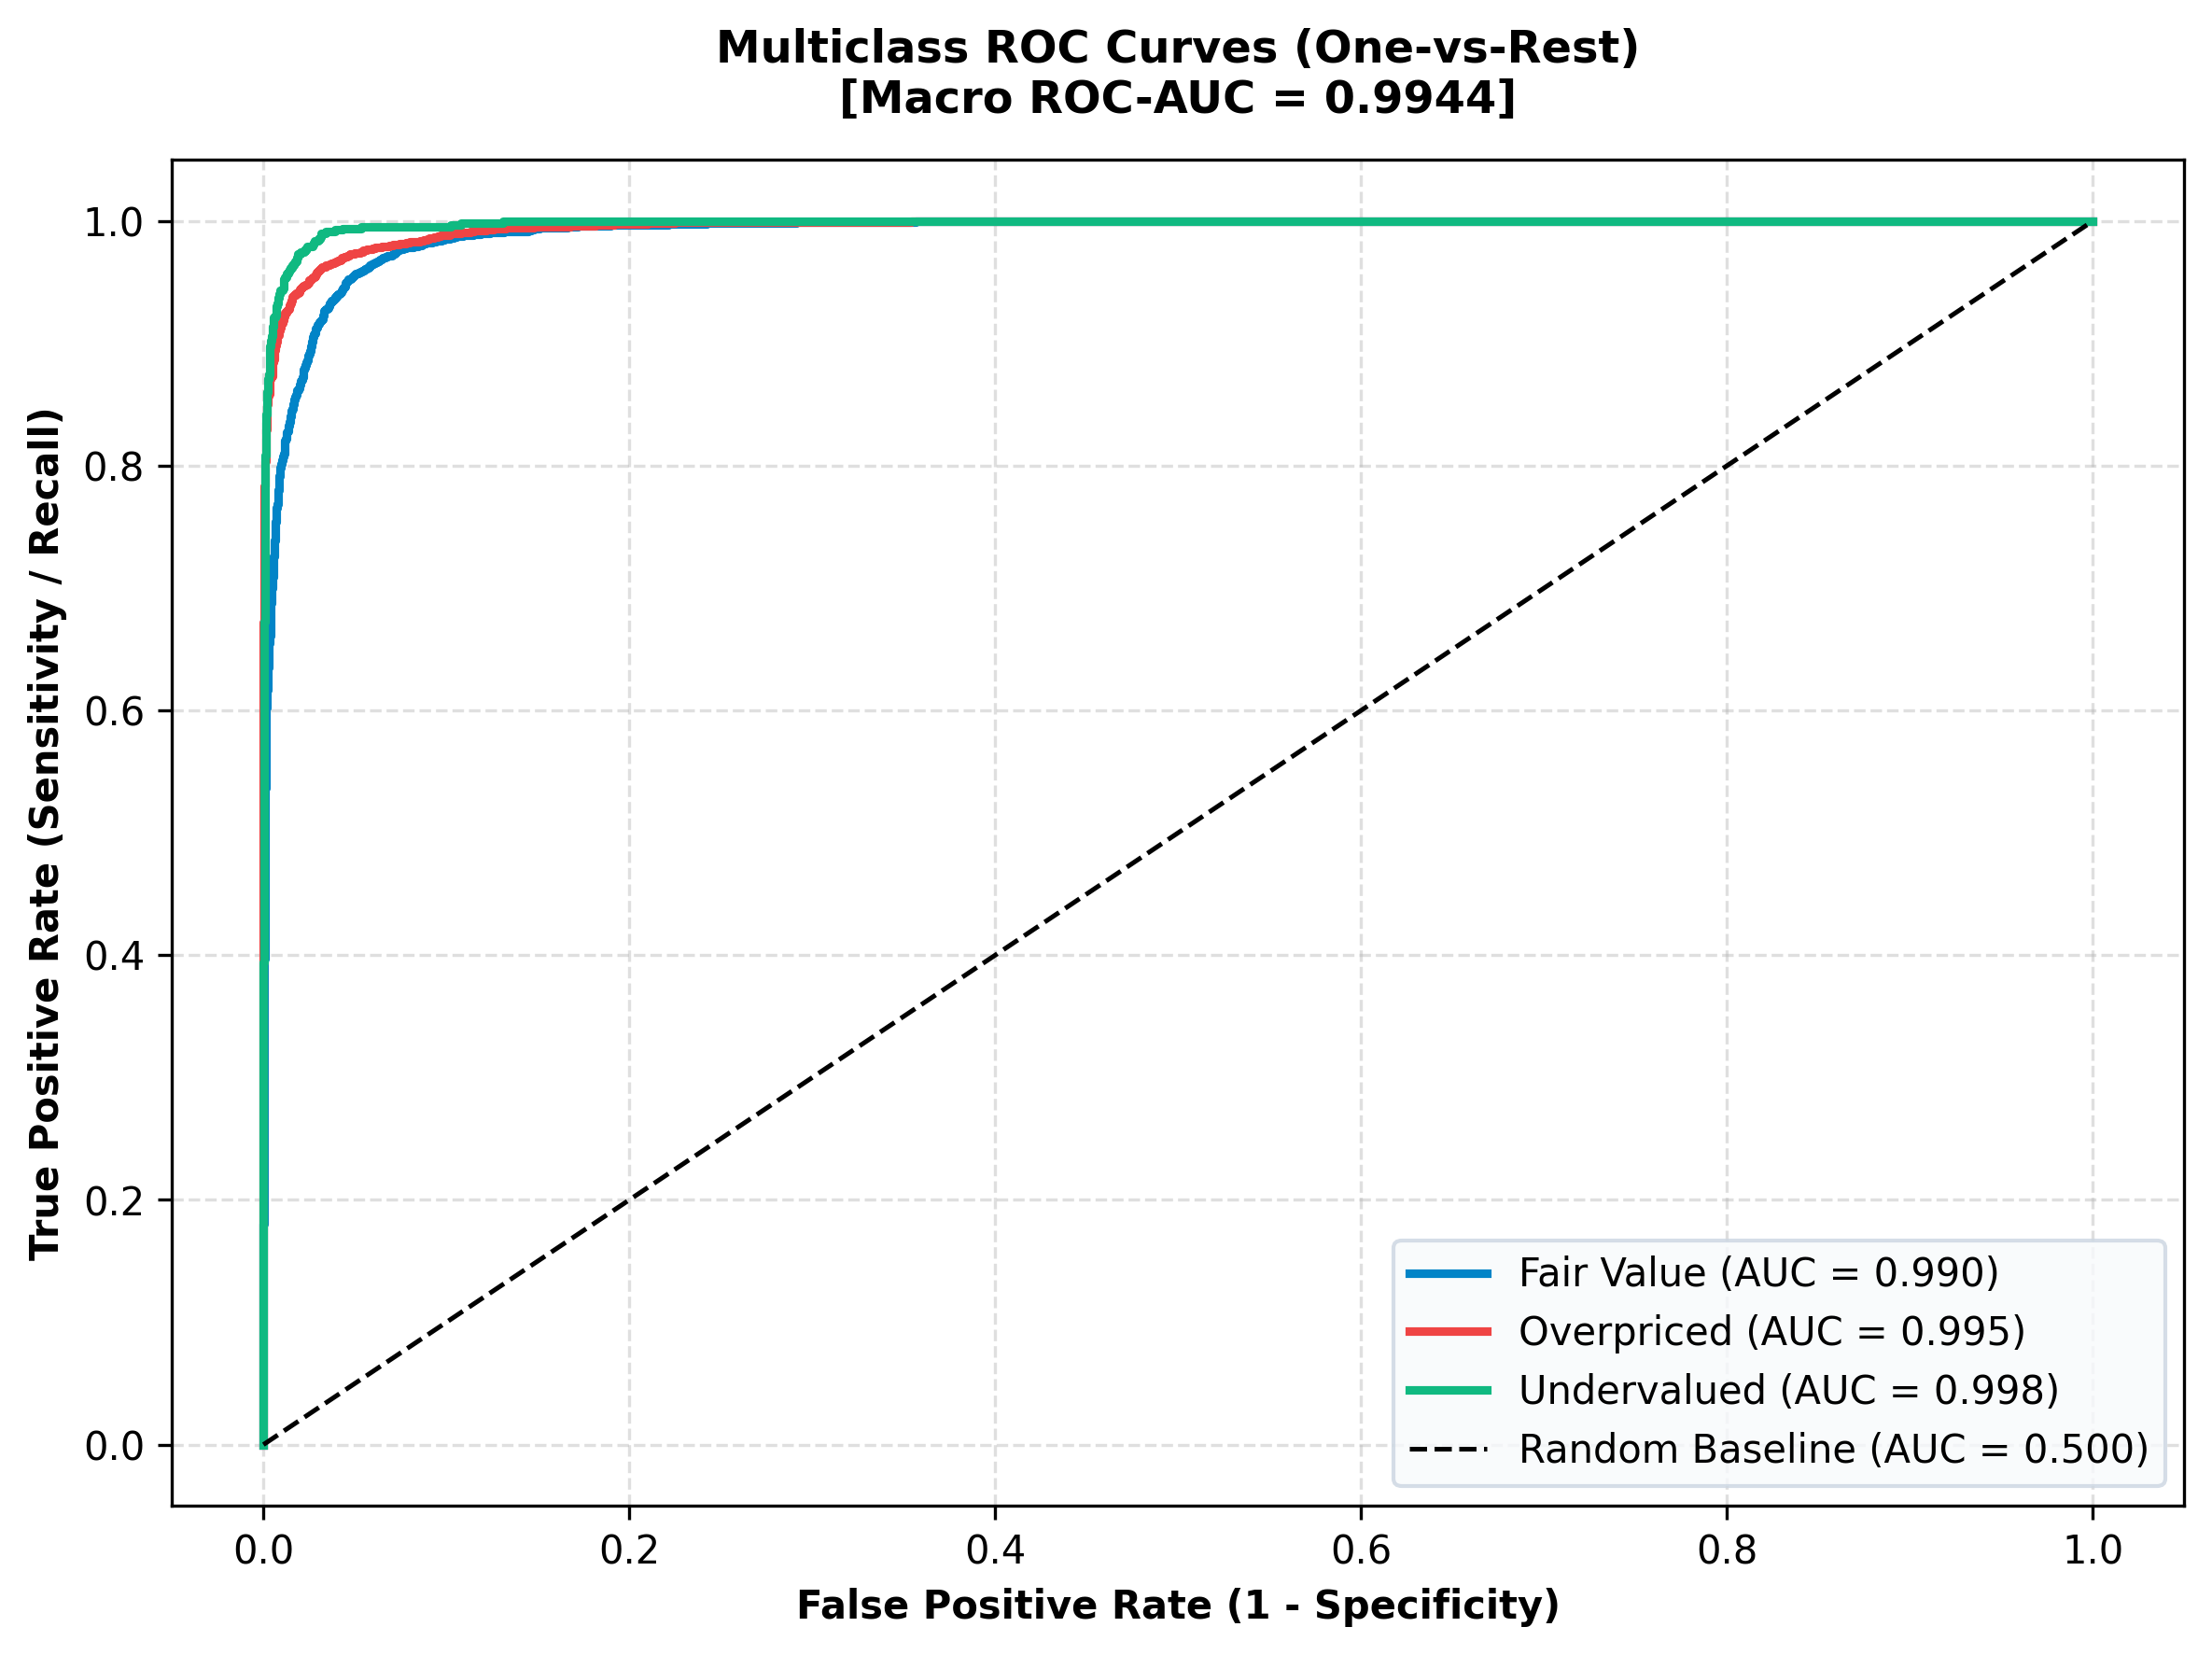 Multiclass ROC Curves (One-vs-Rest)
[Macro ROC-AUC = 0.9944]
True Positive Rate (Sensitivity / Recall)
1.0
0.8
0.6
0.4
0.2
0.0
Fair Value (AUC = 0.990)
Overpriced (AUC = 0.995)
Undervalued (AUC = 0.998)
Random Baseline (AUC = 0.500)
0.0 0.2 0.4 0.6 0.8 1.0
False Positive Rate (1 - Specificity)